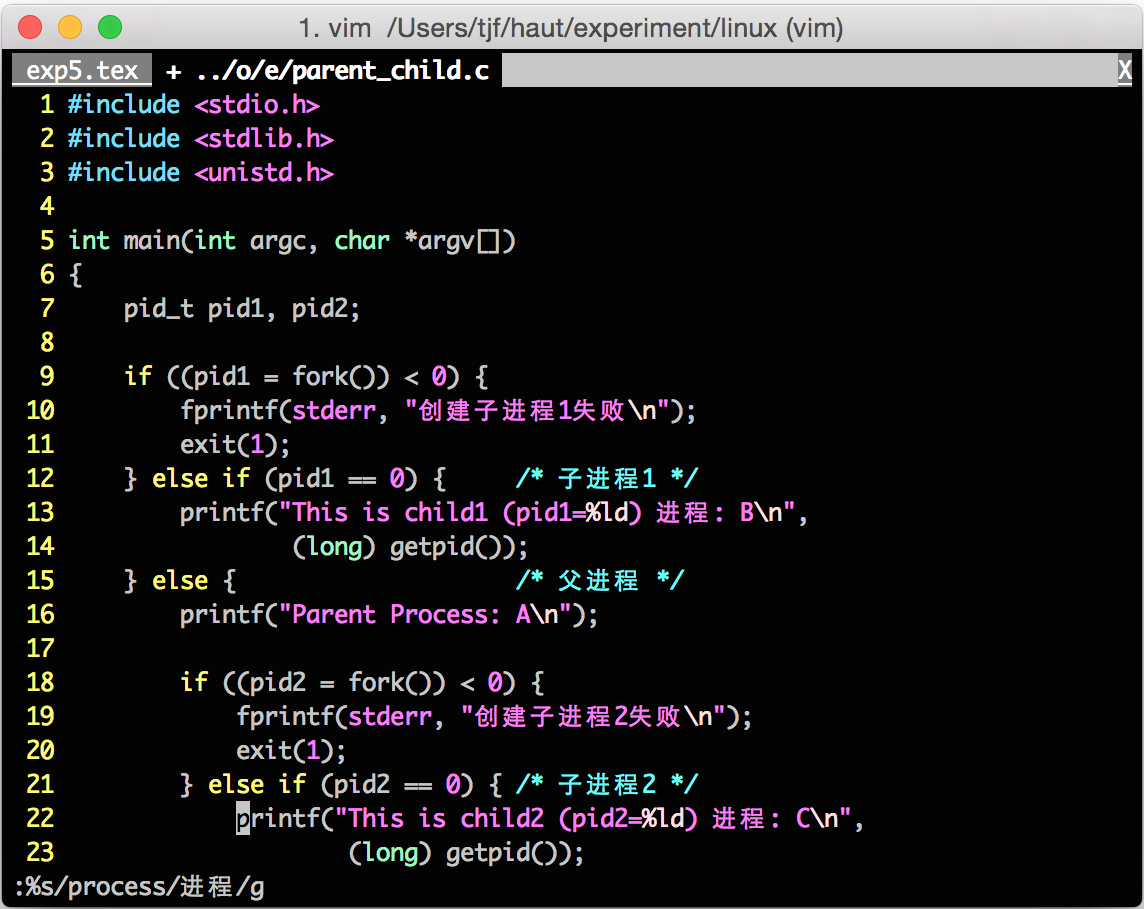 1. vim  /Users/tjf/haut/experiment/linux (vim)
 exp5.tex  + ../o/e/parent_child.c X
  1 #include <stdio.h>
  2 #include <stdlib.h>
  3 #include <unistd.h>
  4
  5 int main(int argc, char *argv[])
  6 {
  7     pid_t pid1, pid2;
  8
  9     if ((pid1 = fork()) < 0) {
 10         fprintf(stderr, "创建子进程1失败\n");
 11         exit(1);
 12     } else if (pid1 == 0) {     /* 子进程1 */
 13         printf("This is child1 (pid1=%ld) 进程: B\n",
 14                 (long) getpid());
 15     } else {                    /* 父进程 */
 16         printf("Parent Process: A\n");
 17
 18         if ((pid2 = fork()) < 0) {
 19             fprintf(stderr, "创建子进程2失败\n");
 20             exit(1);
 21         } else if (pid2 == 0) { /* 子进程2 */
 22             printf("This is child2 (pid2=%ld) 进程: C\n",
 23                     (long) getpid());
:%s/process/进程/g